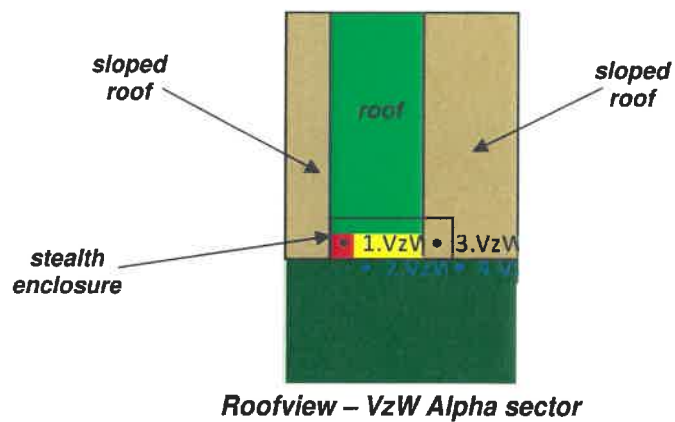 sloped
roof
sloped
roof
roof
stealth
enclosure
• 1.VzW • 3.VzW
Roofview – VzW Alpha sector